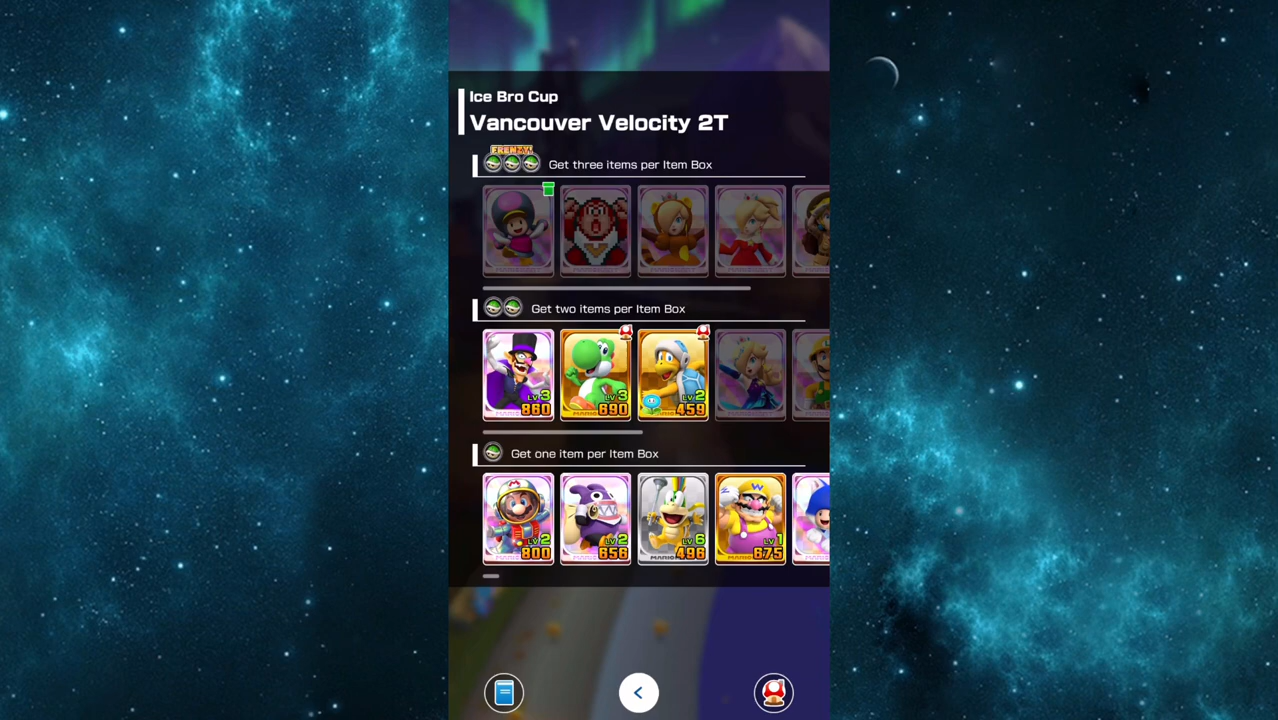 Ice Bro Cup
Vancouver Velocity 2T
FRENZY!
Get three items per Item Box
Get two items per Item Box
LV 3
860
LV 3
690
LV 2
459
Get one item per Item Box
LV 2
800
LV 2
656
LV 6
496
LV 1
675